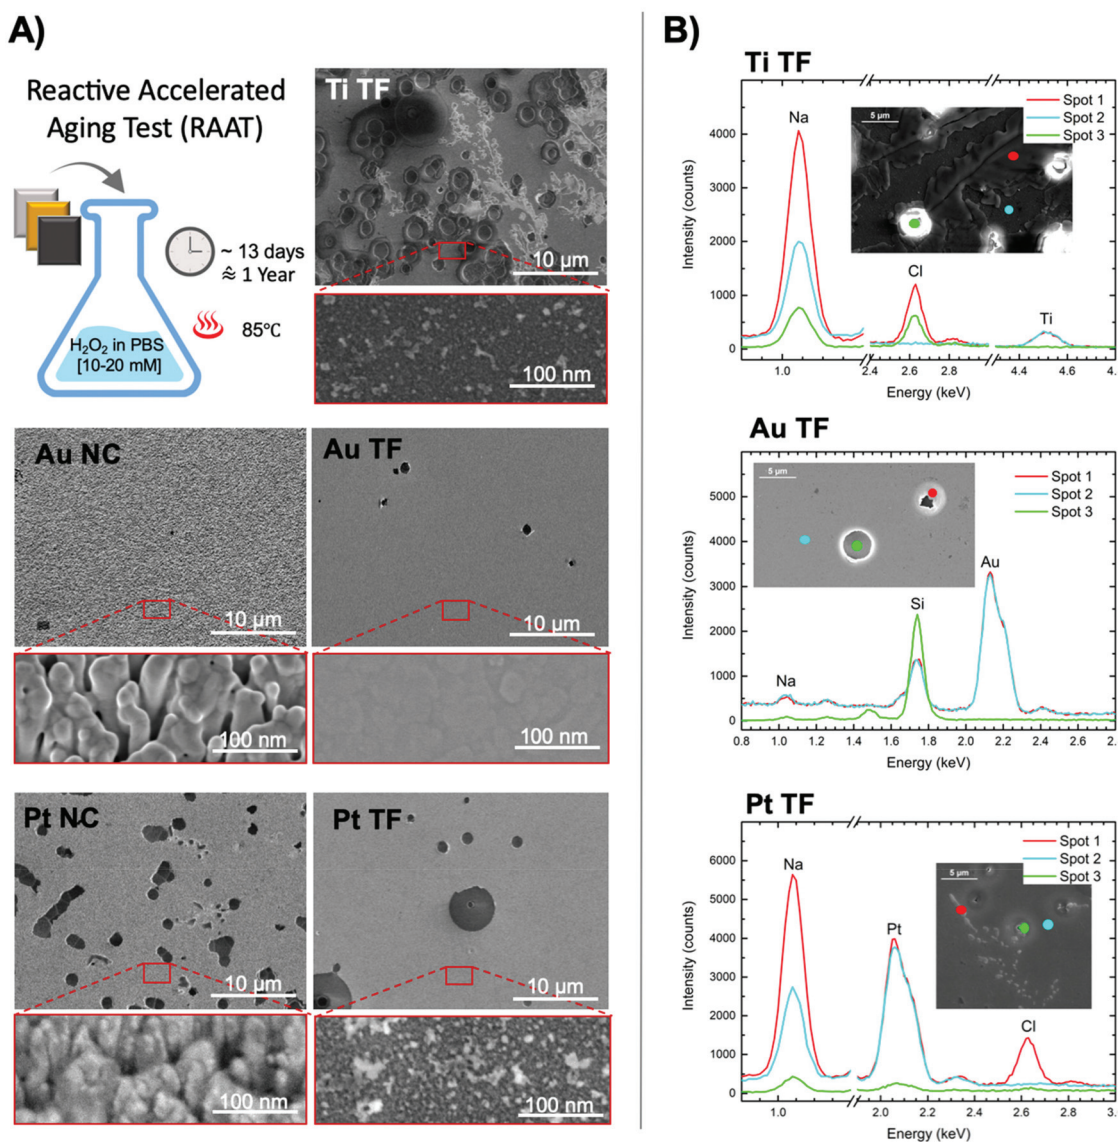 A)
Reactive Accelerated
Aging Test (RAAT)
~ 13 days
≈ 1 Year
85℃
H₂O₂ in PBS
[10-20 mM]
Ti TF
10 µm
100 nm
Au NC
10 µm
100 nm
Au TF
10 µm
100 nm
Pt NC
10 µm
100 nm
Pt TF
10 µm
100 nm
B)
Ti TF
Spot 1
Spot 2
Spot 3
5 µm
Na
Cl
Ti
Intensity (counts)
4000
3000
2000
1000
0
1.0
2.4
2.6
2.8
4.4
4.6
4.
Energy (keV)
Au TF
Spot 1
Spot 2
Spot 3
5 µm
Na
Si
Au
Intensity (counts)
5000
4000
3000
2000
1000
0
0.8
1.0
1.2
1.4
1.6
1.8
2.0
2.2
2.4
2.6
2.
Energy (keV)
Pt TF
Spot 1
Spot 2
Spot 3
5 µm
Na
Pt
Cl
Intensity (counts)
6000
5000
4000
3000
2000
1000
0
1.0
2.0
2.2
2.4
2.6
2.8
3.
Energy (keV)